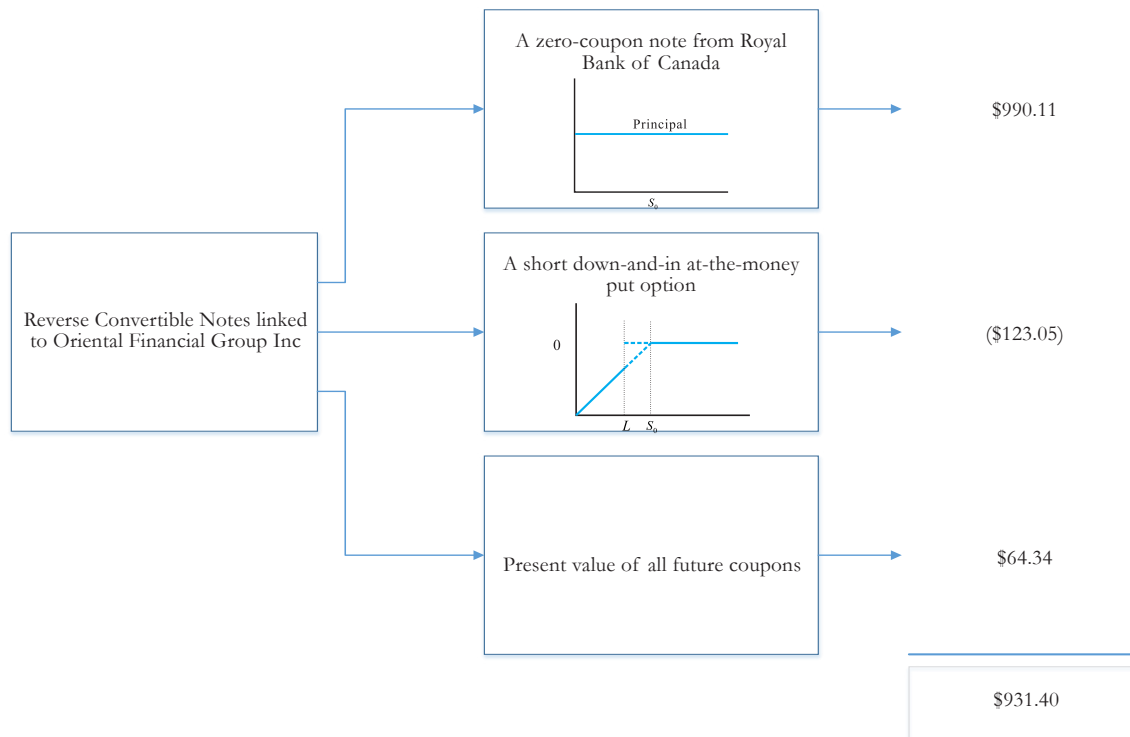 A zero-coupon note from Royal
Bank of Canada
Principal
S₀
$990.11
Reverse Convertible Notes linked
to Oriental Financial Group Inc
A short down-and-in at-the-money
put option
0
L S₀
($123.05)
Present value of all future coupons
$64.34
$931.40